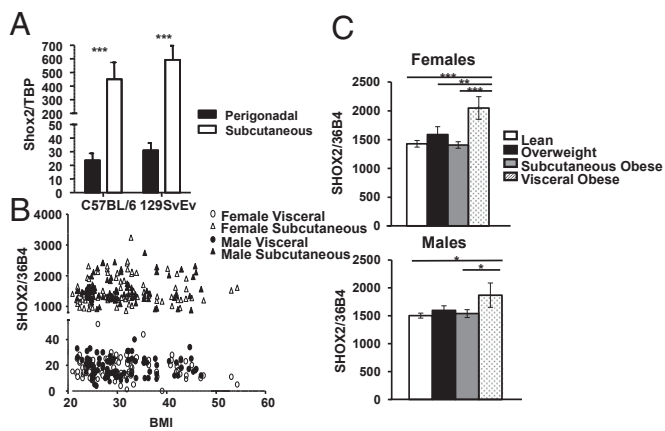 A
***
***
Shox2/TBP
700
600
500
400
300
200
100
30
20
10
0
Perigonadal
Subcutaneous
C57BL/6 129SvEv
B
Female Visceral
Female Subcutaneous
Male Visceral
Male Subcutaneous
SHOX2/36B4
4000
3000
2000
1000
40
20
0
20 30 40 50 60
BMI
C
Females
***
**
***
SHOX2/36B4
2500
2000
1500
1000
500
0
Lean
Overweight
Subcutaneous Obese
Visceral Obese
Males
*
*
SHOX2/36B4
2500
2000
1500
1000
500
0